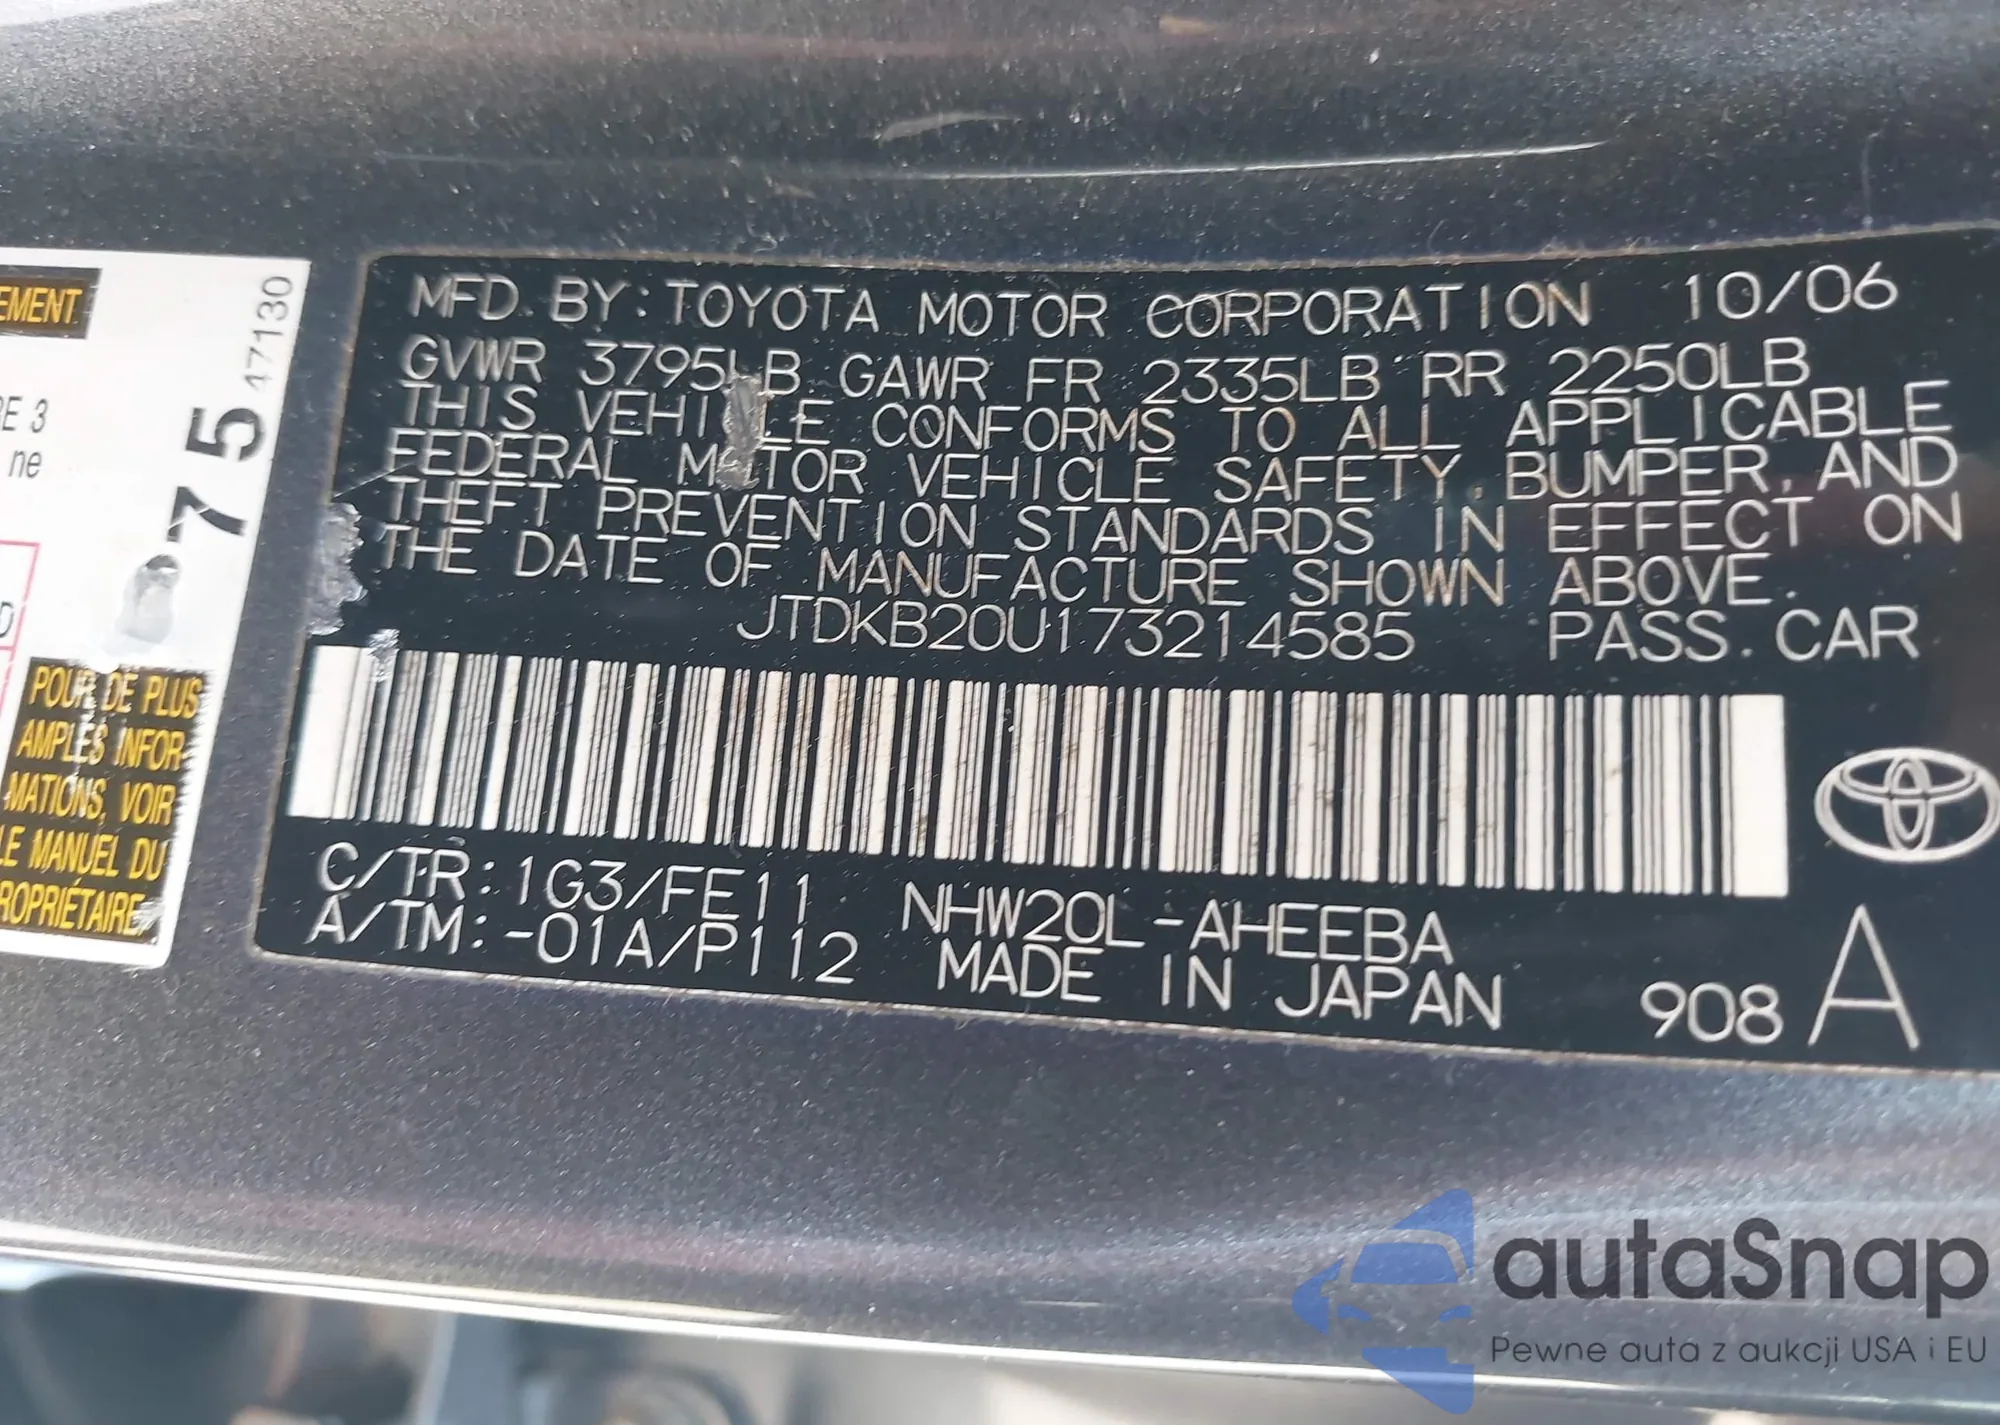 EMENT
RE 3
ne
D
POUR DE PLUS
AMPLES INFOR-
MATIONS, VOIR
LE MANUEL DU
ROPRIÉTAIRE
47130
75
MFD. BY: TOYOTA MOTOR CORPORATION 10/06
GVWR 3795LB GAWR FR 2335LB RR 2250LB
THIS VEHICLE CONFORMS TO ALL APPLICABLE
FEDERAL MOTOR VEHICLE SAFETY, BUMPER, AND
THEFT PREVENTION STANDARDS IN EFFECT ON
THE DATE OF MANUFACTURE SHOWN ABOVE.
JTDKB20U173214585 PASS. CAR
C/TR: 1G3/FE11 NHW20L-AHEEBA
A/TM: -01A/P112 MADE IN JAPAN 908 A
autaSnap
Pewne auta z aukcji USA i EU